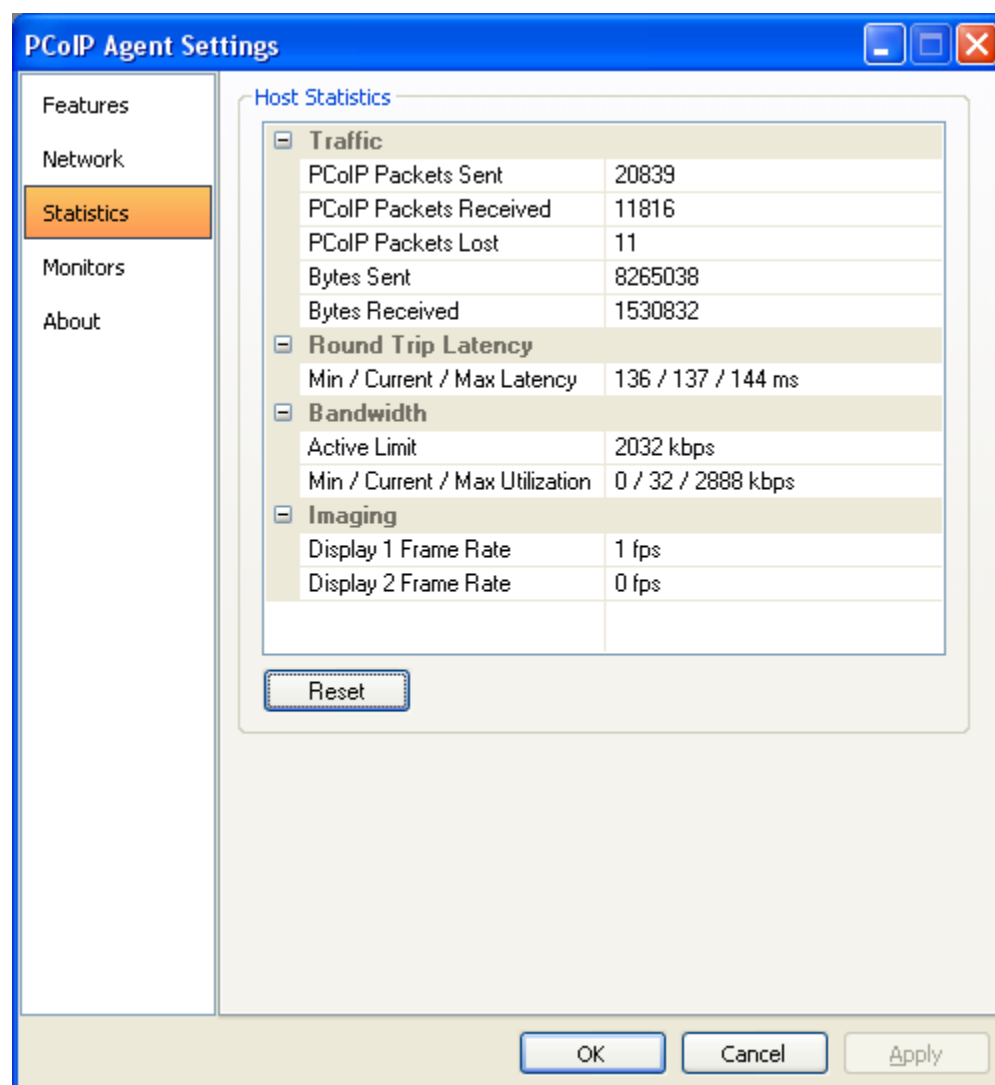 PCoIP Agent Settings
Features
Network
Statistics
Monitors
About
Host Statistics
Traffic
PCoIP Packets Sent 20839
PCoIP Packets Received 11816
PCoIP Packets Lost 11
Bytes Sent 8265038
Bytes Received 1530832
Round Trip Latency
Min / Current / Max Latency 136 / 137 / 144 ms
Bandwidth
Active Limit 2032 kbps
Min / Current / Max Utilization 0 / 32 / 2888 kbps
Imaging
Display 1 Frame Rate 1 fps
Display 2 Frame Rate 0 fps
Reset
OK Cancel Apply